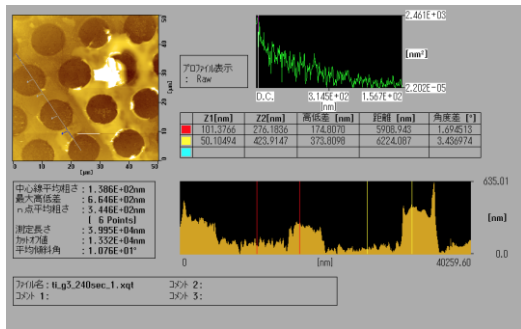 50
40
30
20
10
0
[μm]
0 10 20 30 40 50
[μm]
プロファイル表示
: Raw
2.461E+03
[nm²]
2.202E-05
D.C. 3.145E+02 1.567E+02
[nm]
Z1[nm] Z2[nm] 高低差 [nm] 距離 [nm] 角度差 [°]
101.3766 276.1836 174.8070 5908.943 1.694513
50.10494 423.9147 373.8098 6224.087 3.436974
中心線平均粗さ : 1.386E+02nm
最大高低差 : 6.646E+02nm
n点平均粗さ : 3.446E+02nm
[ 6 Points]
測定長さ : 3.995E+04nm
カットオフ値 : 1.332E+04nm
平均傾斜角 : 1.076E+01°
635.01
[nm]
0.0
0 [nm] 40259.60
ファイル名 : ti_g3_240sec_1.xqt コメント 2:
コメント 1: コメント 3: